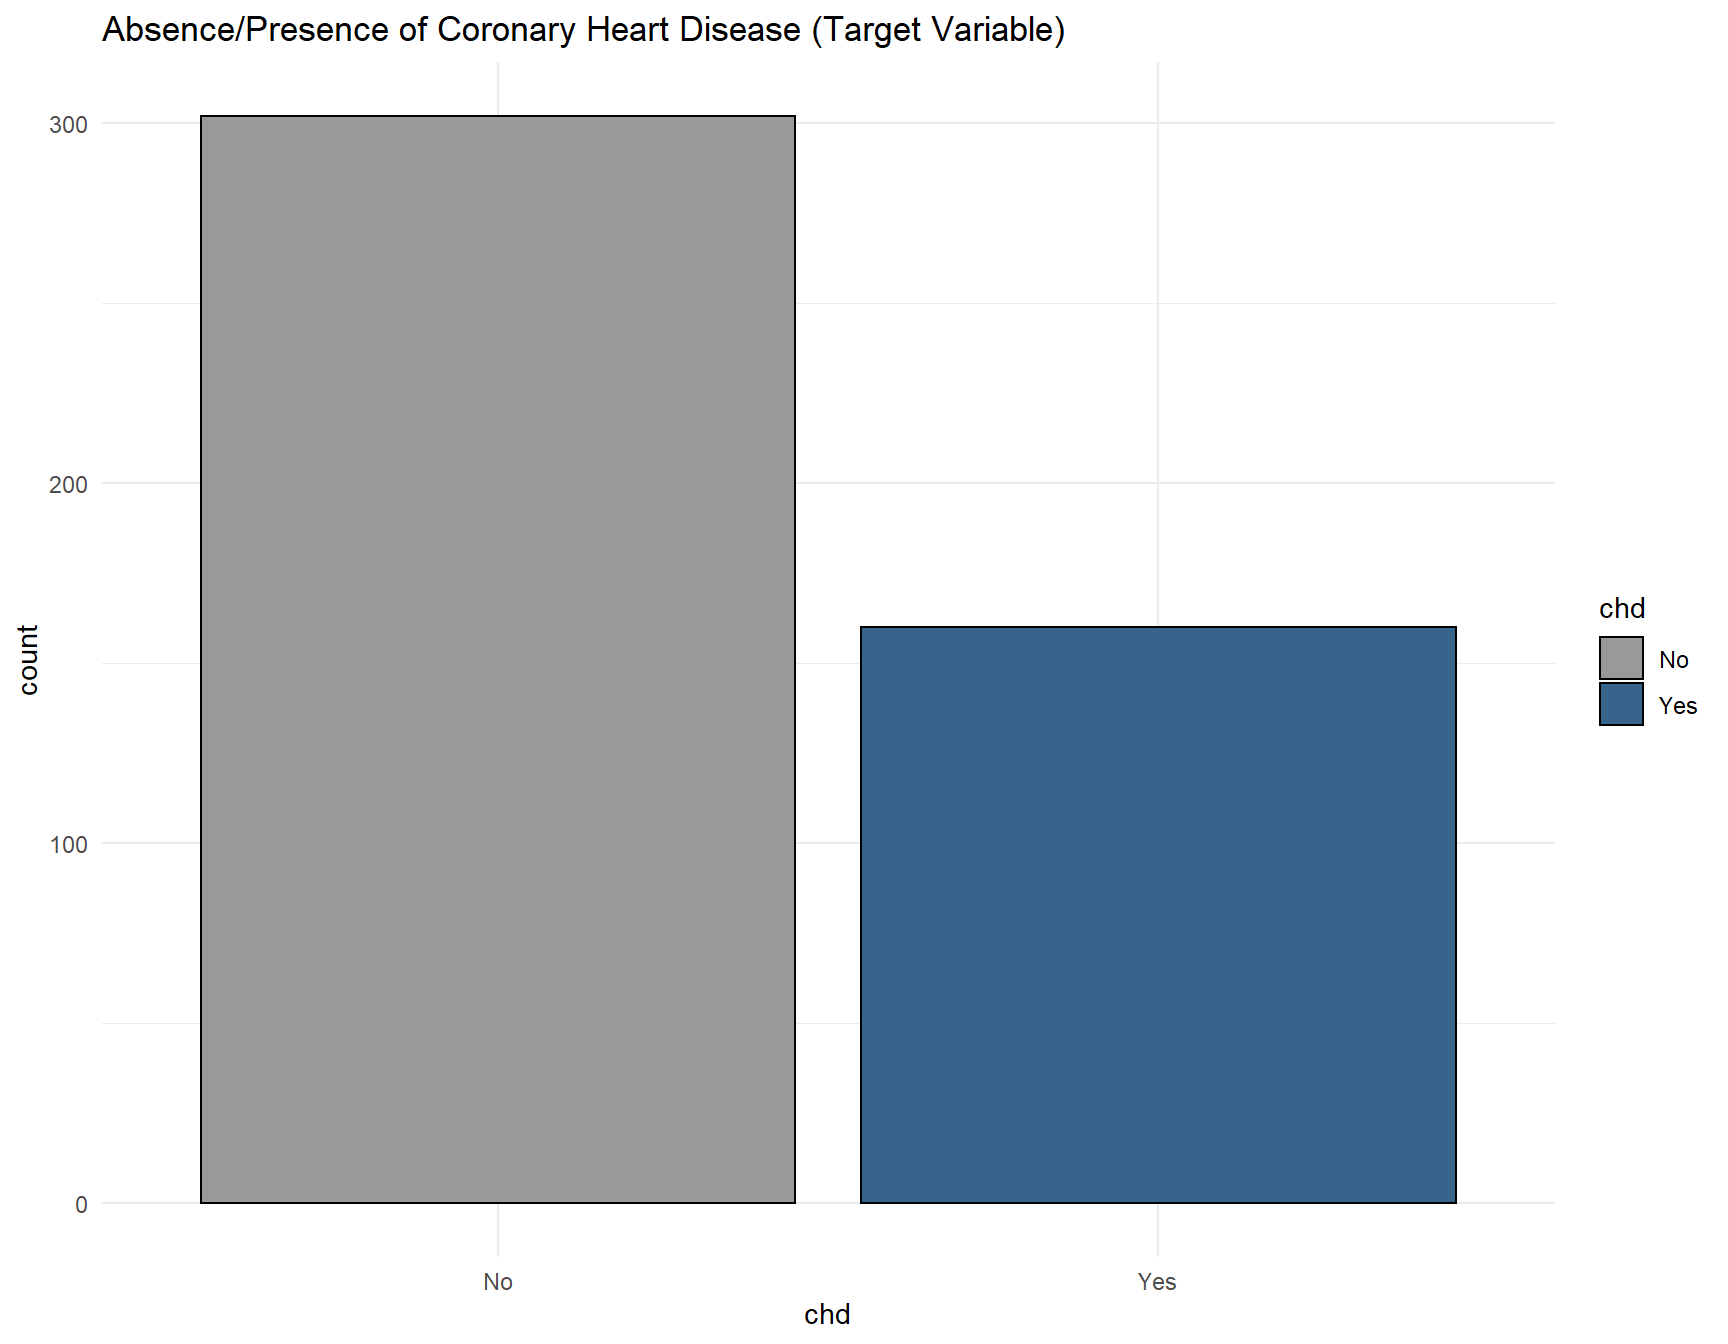 Absence/Presence of Coronary Heart Disease (Target Variable)
300
200
100
0
count
No
Yes
chd
chd
No
Yes